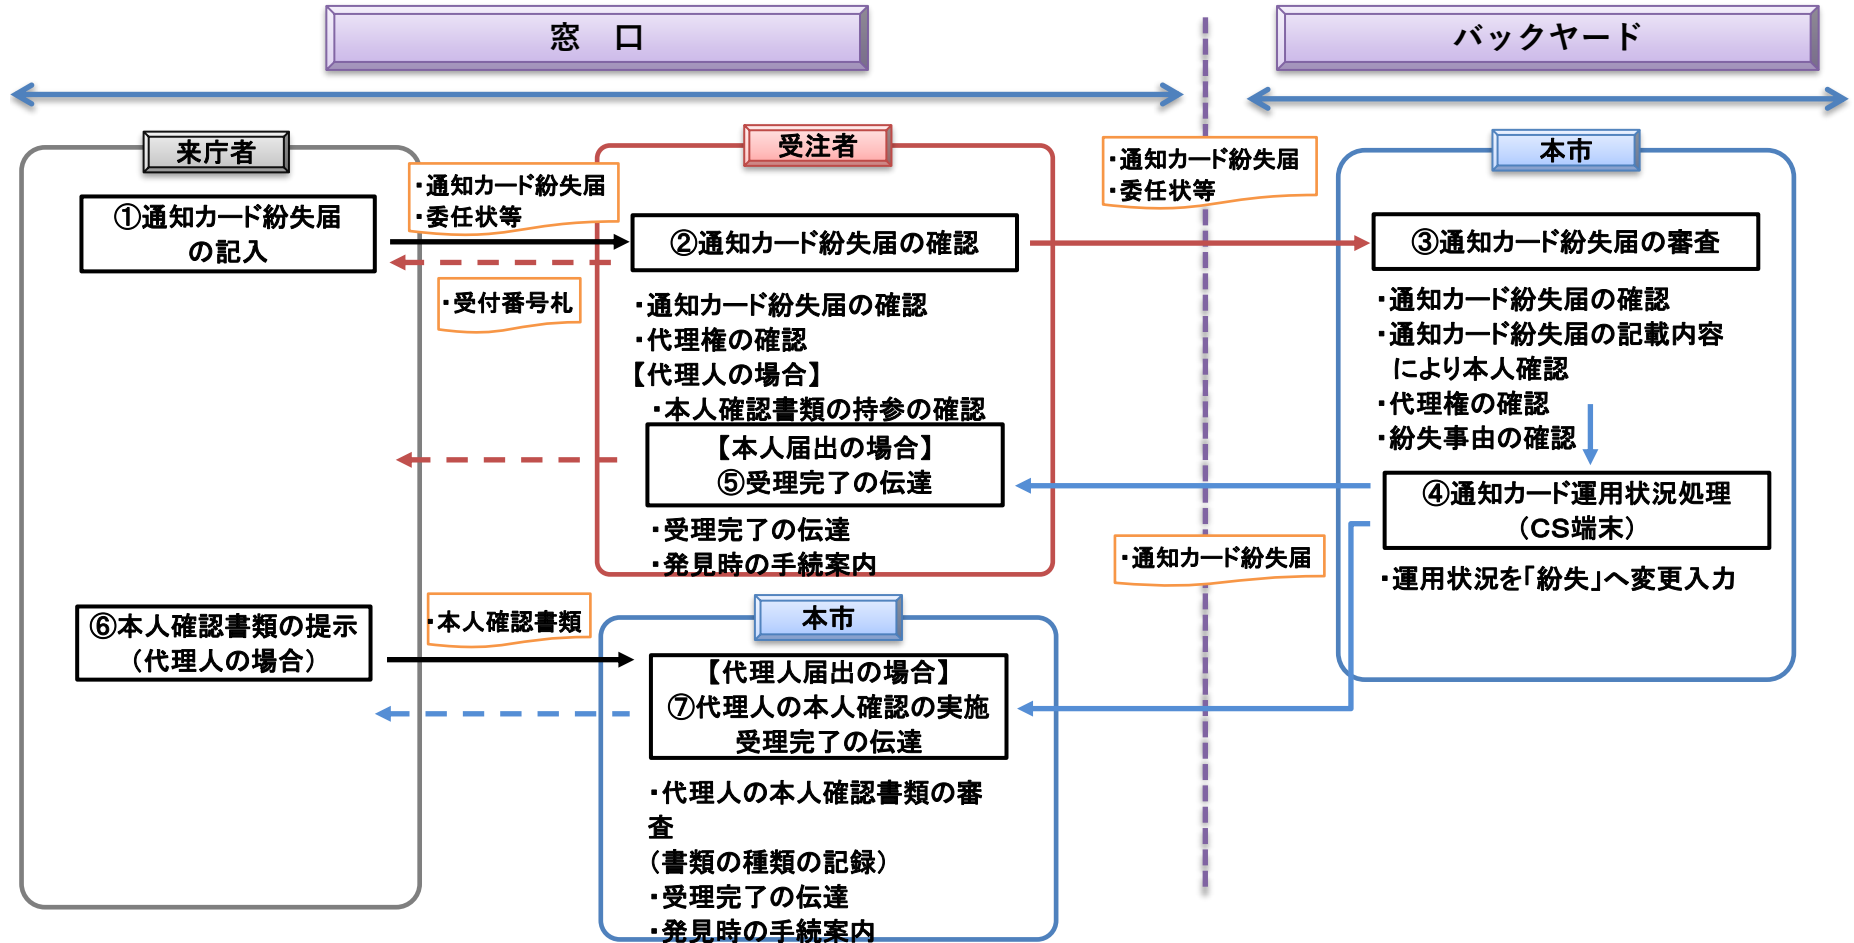 窓　口
バックヤード
来庁者
①通知カード紛失届
の記入
・通知カード紛失届
・委任状等
・受付番号札
受注者
②通知カード紛失届の確認
・通知カード紛失届の確認
・代理権の確認
【代理人の場合】
・本人確認書類の持参の確認
【本人届出の場合】
⑤受理完了の伝達
・受理完了の伝達
・発見時の手続案内
・通知カード紛失届
・委任状等
本市
③通知カード紛失届の審査
・通知カード紛失届の確認
・通知カード紛失届の記載内容
により本人確認
・代理権の確認
・紛失事由の確認
④通知カード運用状況処理
（CS端末）
・運用状況を「紛失」へ変更入力
・通知カード紛失届
⑥本人確認書類の提示
（代理人の場合）
・本人確認書類
本市
【代理人届出の場合】
⑦代理人の本人確認の実施
受理完了の伝達
・代理人の本人確認書類の審
査
（書類の種類の記録）
・受理完了の伝達
・発見時の手続案内